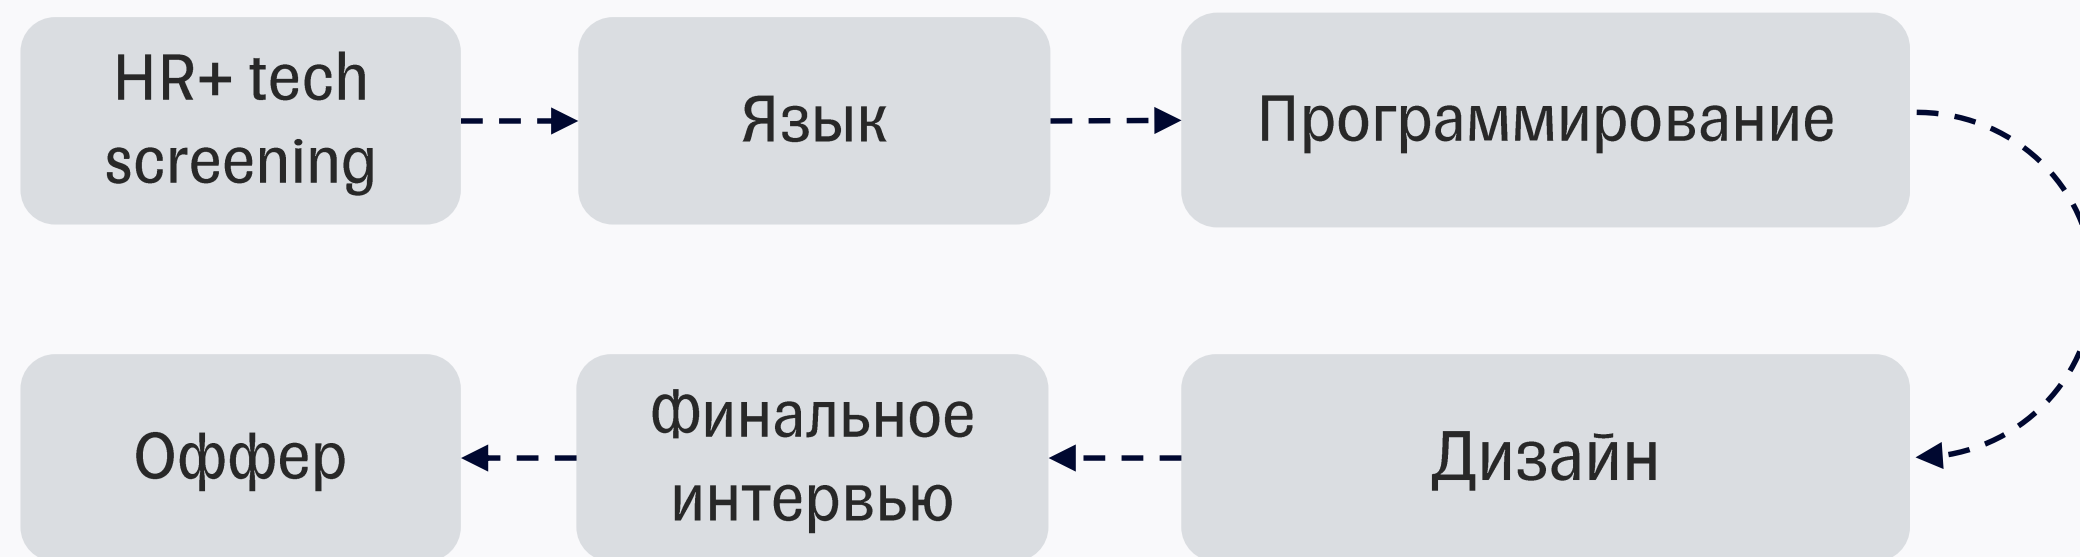 HR+ tech
screening
Язык
Программирование
Дизайн
финальное
интервью
Оффер